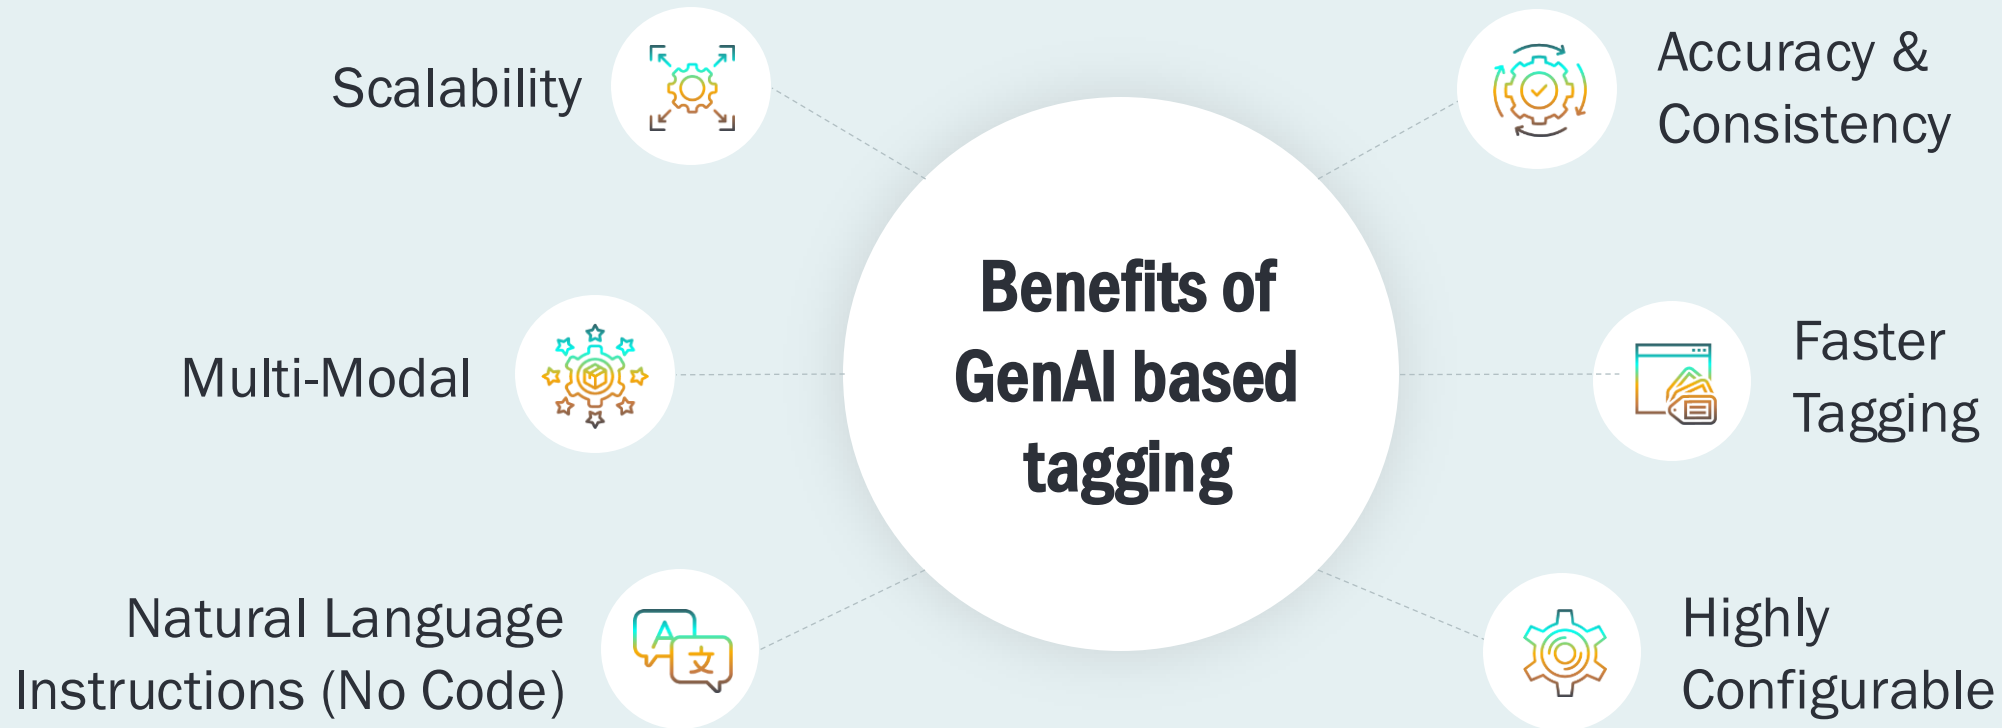 Scalability
Multi-Modal
Natural Language
Instructions (No Code)
A
文
Benefits of
GenAI based
tagging
Accuracy &
Consistency
Faster
Tagging
Highly
Configurable